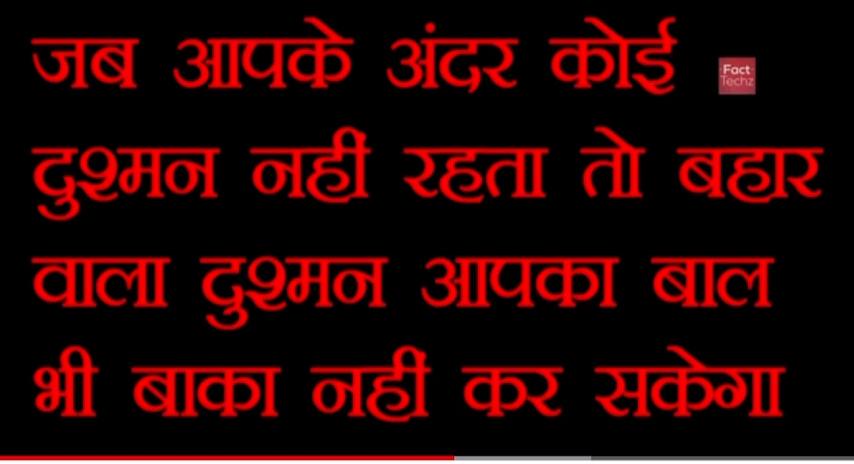 जब आपके अंदर कोई
Fact
Techz
दुश्मन नहीं रहता तो बहार
वाला दुश्मन आपका बाल
भी बाका नहीं कर सकेगा